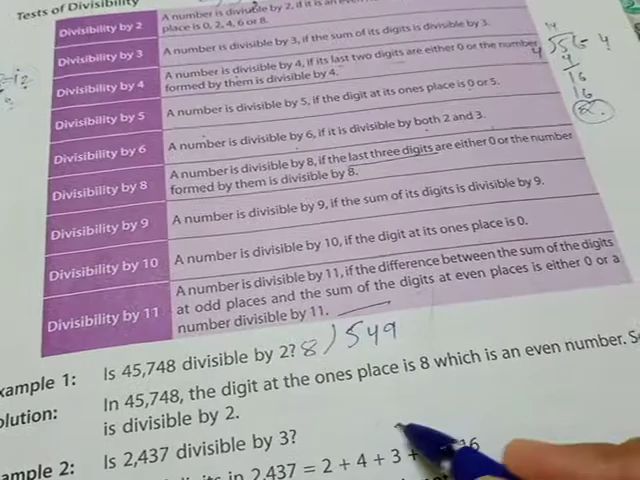 Tests of Divisibility
Divisibility by 2
A number is divisible by 2, if it is an even
place is 0, 2, 4, 6 or 8.
Divisibility by 3
A number is divisible by 3, if the sum of its digits is divisible by 3.
Divisibility by 4
A number is divisible by 4, if its last two digits are either 0 or the number
formed by them is divisible by 4.
Divisibility by 5
A number is divisible by 5, if the digit at its ones place is 0 or 5.
Divisibility by 6
A number is divisible by 6, if it is divisible by both 2 and 3.
Divisibility by 8
A number is divisible by 8, if the last three digits are either 0 or the number
formed by them is divisible by 8.
Divisibility by 9
A number is divisible by 9, if the sum of its digits is divisible by 9.
Divisibility by 10
A number is divisible by 10, if the digit at its ones place is 0.
Divisibility by 11
A number is divisible by 11, if the difference between the sum of the digits
at odd places and the sum of the digits at even places is either 0 or a
number divisible by 11.
4
16
16
8)549
xample 1: Is 45,748 divisible by 2?
olution: In 45,748, the digit at the ones place is 8 which is an even number. S
is divisible by 2.
ample 2: Is 2,437 divisible by 3?
in 2,437 = 2 + 4 + 3 +
16